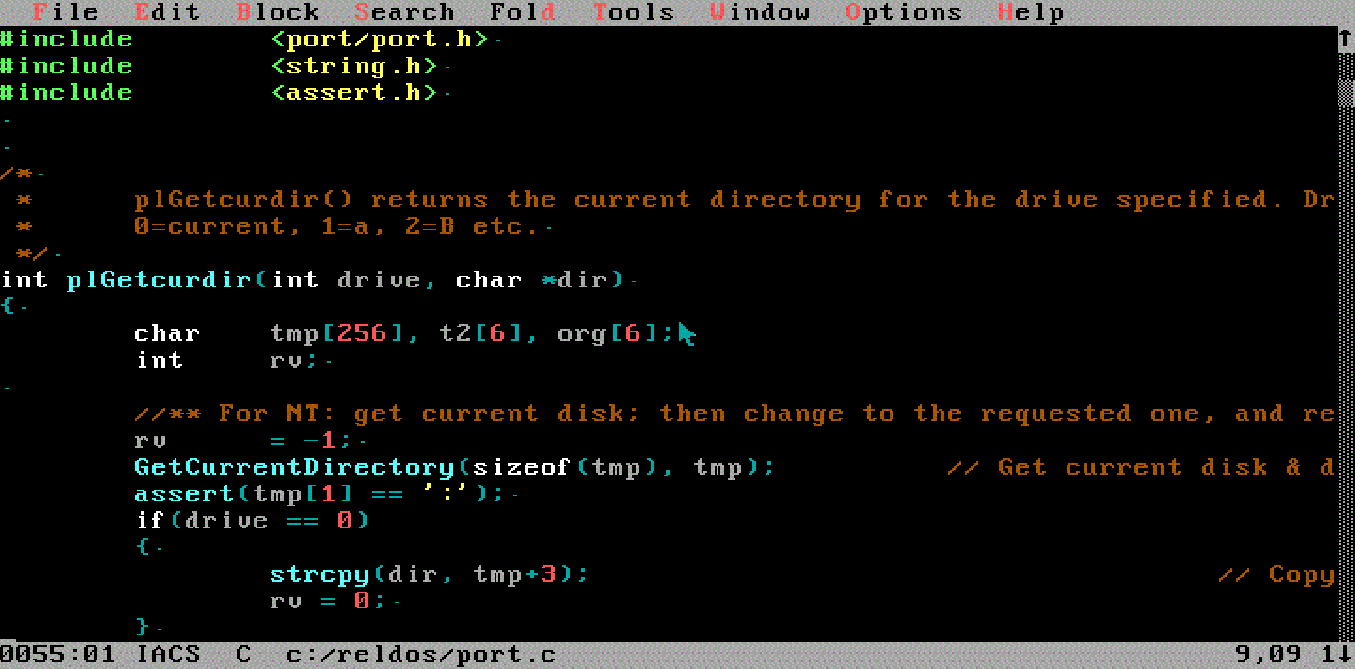 File Edit Block Search Fold Tools Window Options Help
#include <port/port.h>
#include <string.h>
#include <assert.h>
/*
* plGetcurdir() returns the current directory for the drive specified. Dr
* 0=current, 1=a, 2=B etc.
*/
int plGetcurdir(int drive, char *dir)
{
char tmp[256], t2[6], org[6];
int rv;
//** For NT: get current disk; then change to the requested one, and re
rv = -1;
GetCurrentDirectory(sizeof(tmp), tmp); // Get current disk & d
assert(tmp[1] == ':');
if(drive == 0)
{
strcpy(dir, tmp+3); // Copy
rv = 0;
}
0055:01 IACS C c:/reldos/port.c 9,09 1↓